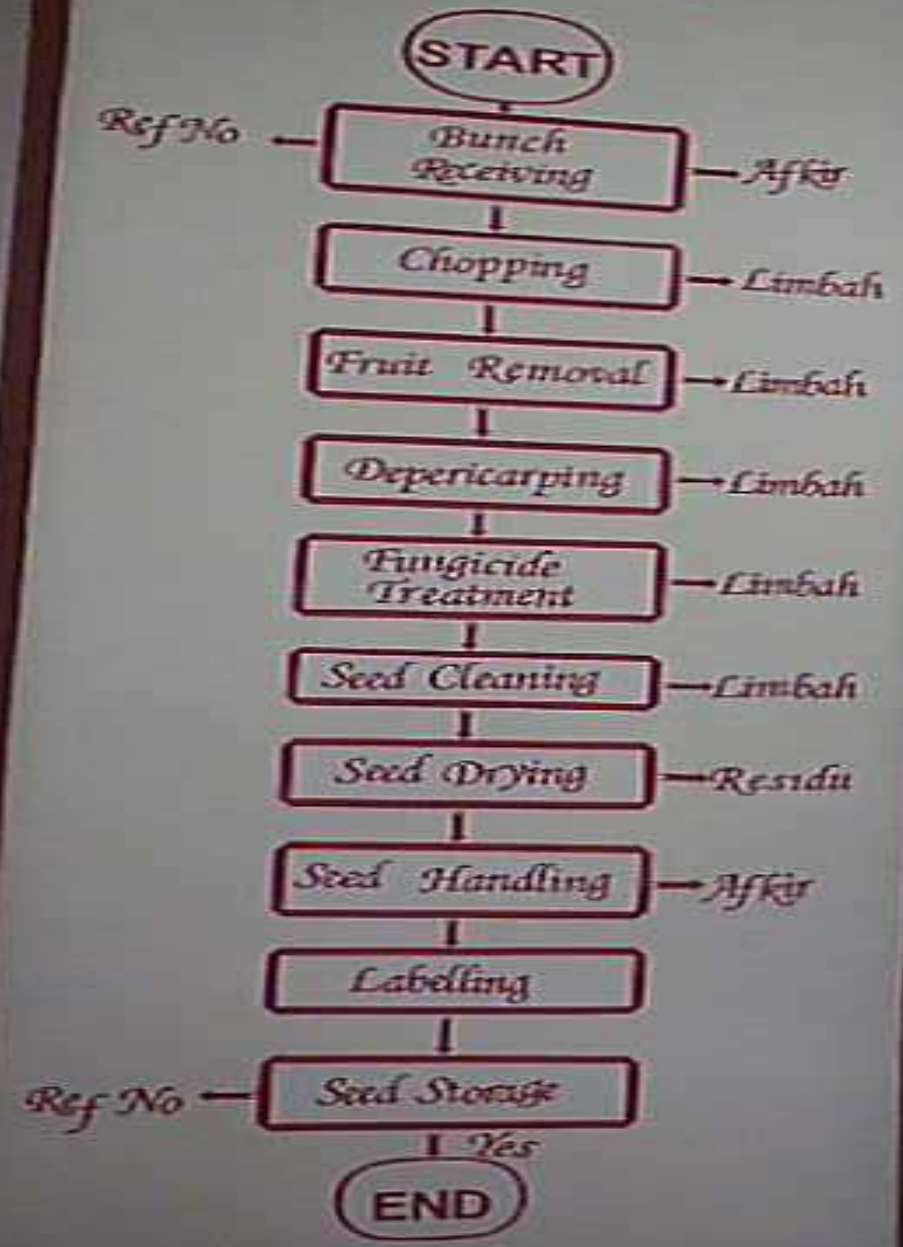 START
Ref No
Bunch
Receiving
Afkir
Chopping
Limbah
Fruit Removal
Limbah
Depericarping
Limbah
Fungicide
Treatment
Limbah
Seed Cleaning
Limbah
Seed Drying
Residu
Seed Handling
Afkir
Labelling
Ref No
Seed Storage
Yes
END